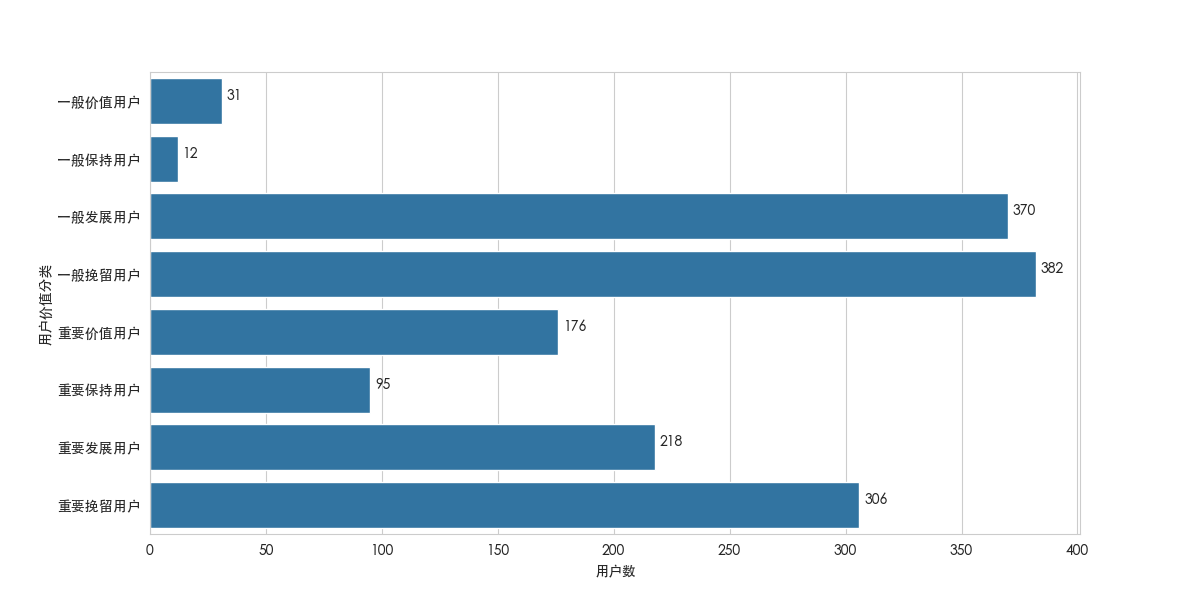 一般价值用户 31
一般保持用户 12
一般发展用户 370
一般挽留用户 382
重要价值用户 176
重要保持用户 95
重要发展用户 218
重要挽留用户 306
用户价值分类
0 50 100 150 200 250 300 350 400
用户数